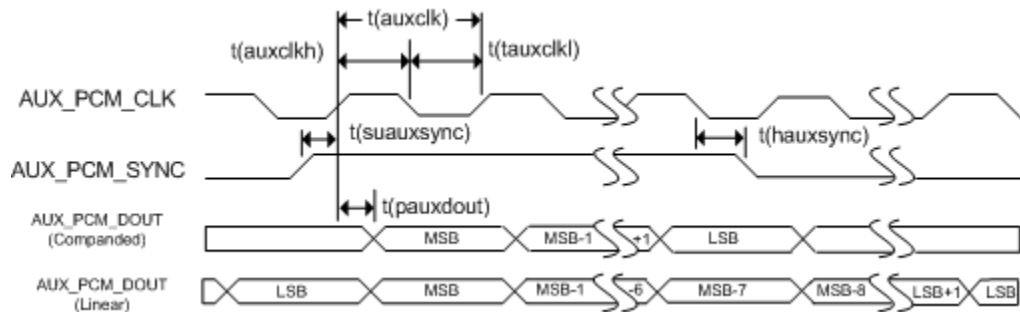 t(auxclk)
t(auxclkh)
t(tauxclkl)
AUX_PCM_CLK
t(suauxsync)
t(hauxsync)
AUX_PCM_SYNC
t(pauxdout)
AUX_PCM_DOUT
(Companded)
MSB
MSB-1
+1
LSB
AUX_PCM_DOUT
(Linear)
LSB
MSB
MSB-1
-6
MSB-7
MSB-8
LSB+1
LSB